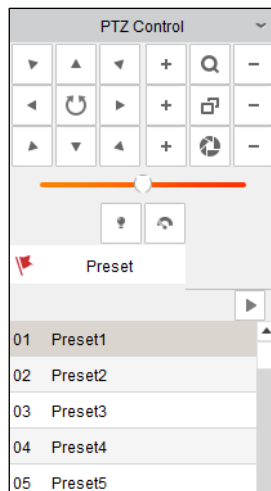 PTZ Control
Preset
01 Preset1
02 Preset2
03 Preset3
04 Preset4
05 Preset5